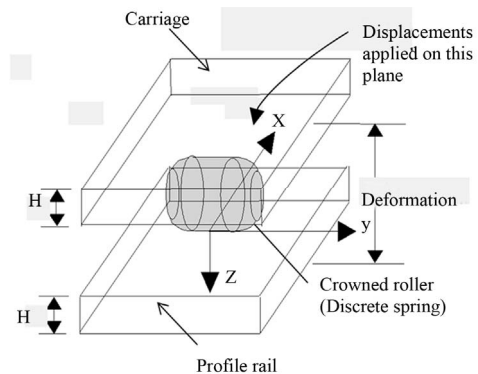 Carriage
Displacements
applied on this
plane
X
H
Deformation
y
Z
Crowned roller
(Discrete spring)
H
Profile rail